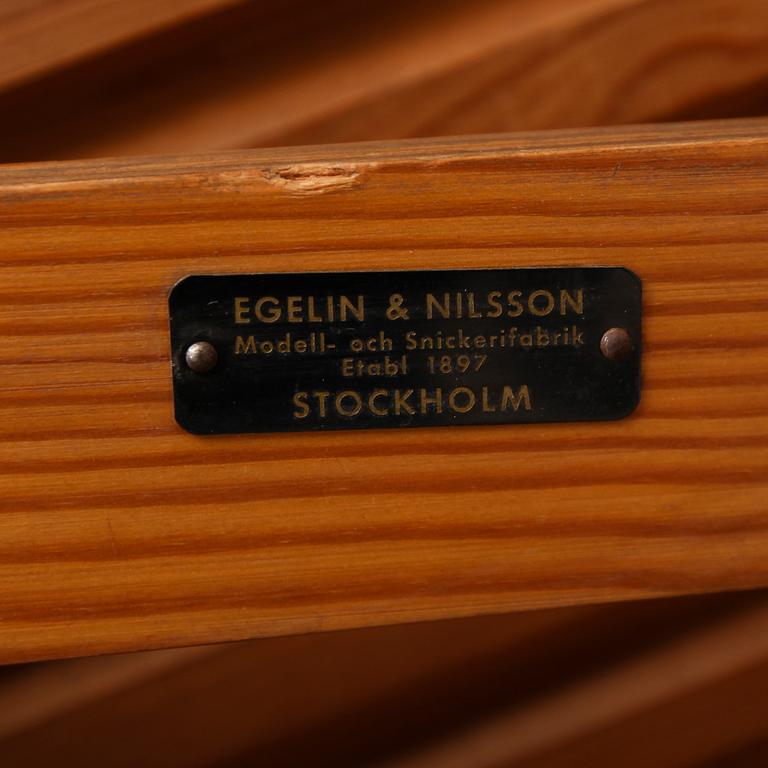 EGELIN & NILSSON
Modell- och Snickerifabrik
Etabl 1897
STOCKHOLM